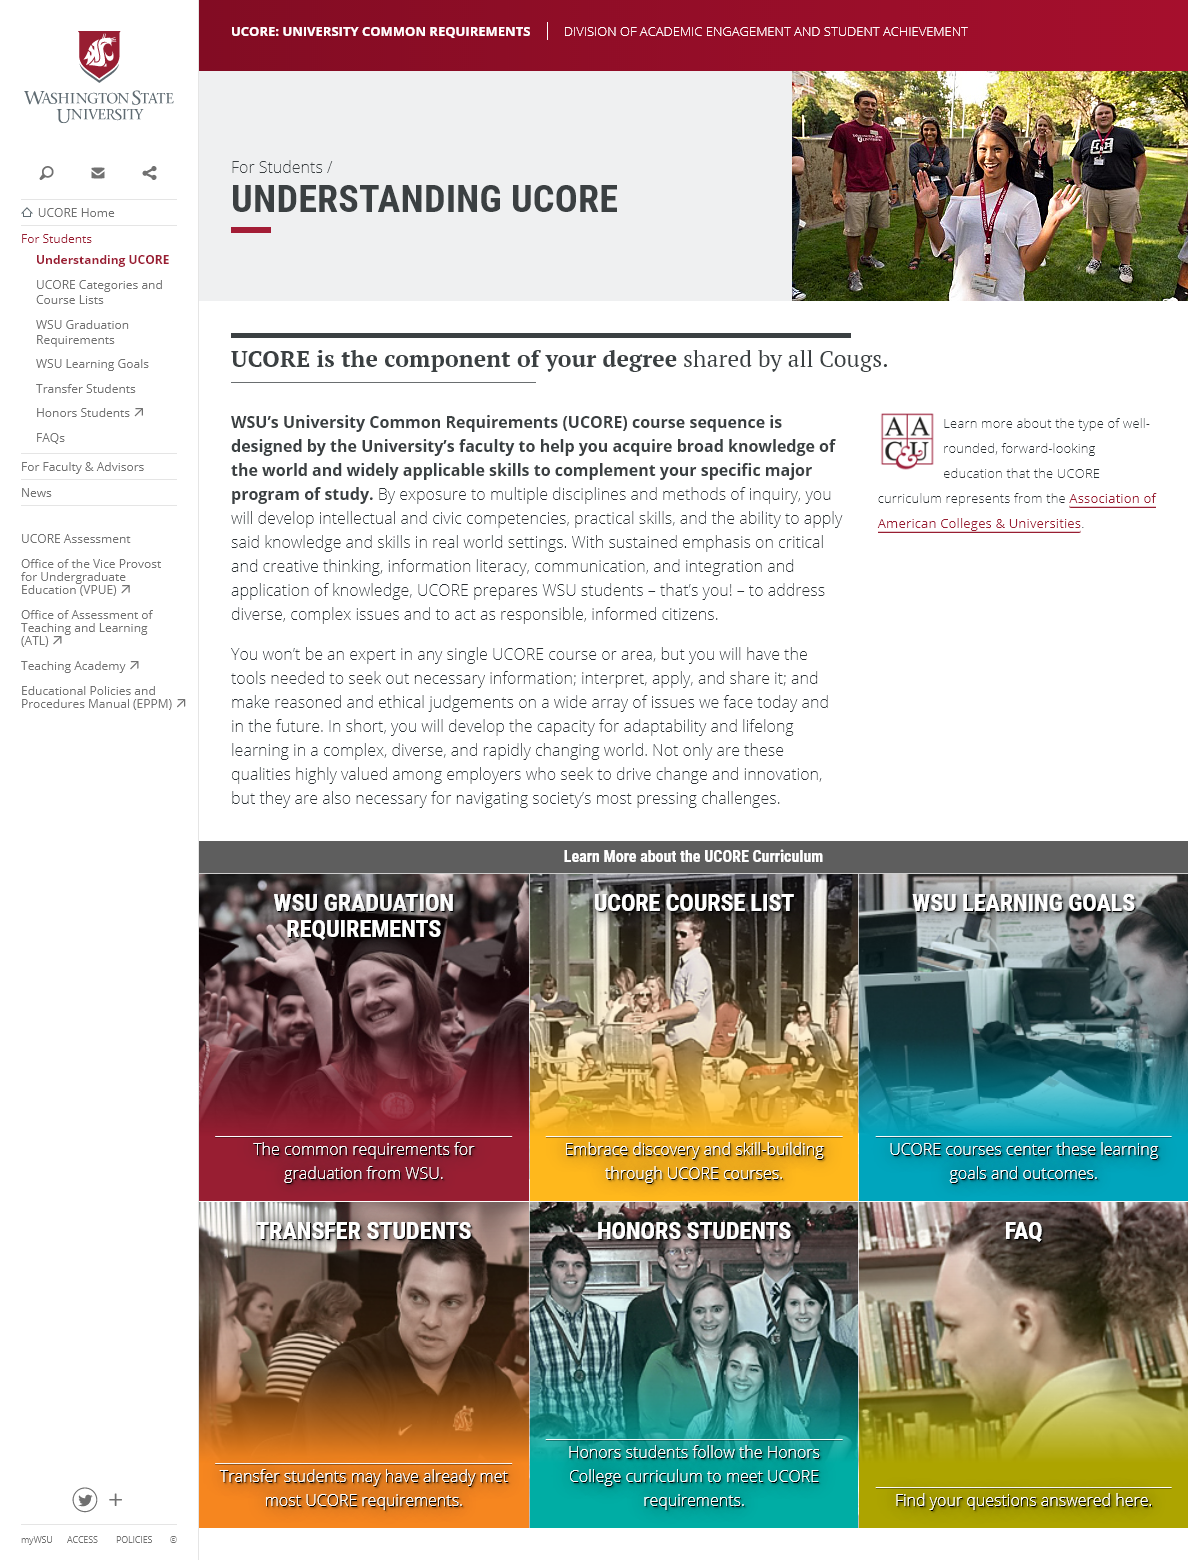 WASHINGTON STATE
UNIVERSITY
UCORE Home
For Students
Understanding UCORE
UCORE Categories and
Course Lists
WSU Graduation
Requirements
WSU Learning Goals
Transfer Students
Honors Students
FAQs
For Faculty & Advisors
News
UCORE Assessment
Office of the Vice Provost
for Undergraduate
Education (VPUE)
Office of Assessment of
Teaching and Learning
(ATL)
Teaching Academy
Educational Policies and
Procedures Manual (EPPM)
myWSU ACCESS POLICIES ©
UCORE: UNIVERSITY COMMON REQUIREMENTS DIVISION OF ACADEMIC ENGAGEMENT AND STUDENT ACHIEVEMENT
For Students /
UNDERSTANDING UCORE
UCORE is the component of your degree shared by all Cougs.
WSU’s University Common Requirements (UCORE) course sequence is
designed by the University’s faculty to help you acquire broad knowledge of
the world and widely applicable skills to complement your specific major
program of study. By exposure to multiple disciplines and methods of inquiry, you
will develop intellectual and civic competencies, practical skills, and the ability to apply
said knowledge and skills in real world settings. With sustained emphasis on critical
and creative thinking, information literacy, communication, and integration and
application of knowledge, UCORE prepares WSU students – that’s you! – to address
diverse, complex issues and to act as responsible, informed citizens.
You won’t be an expert in any single UCORE course or area, but you will have the
tools needed to seek out necessary information; interpret, apply, and share it; and
make reasoned and ethical judgements on a wide array of issues we face today and
in the future. In short, you will develop the capacity for adaptability and lifelong
learning in a complex, diverse, and rapidly changing world. Not only are these
qualities highly valued among employers who seek to drive change and innovation,
but they are also necessary for navigating society’s most pressing challenges.
AA
C&U
Learn more about the type of well-
rounded, forward-looking
education that the UCORE
curriculum represents from the Association of
American Colleges & Universities.
Learn More about the UCORE Curriculum
WSU GRADUATION
REQUIREMENTS
The common requirements for
graduation from WSU.
UCORE COURSE LIST
Embrace discovery and skill-building
through UCORE courses.
WSU LEARNING GOALS
UCORE courses center these learning
goals and outcomes.
TRANSFER STUDENTS
Transfer students may have already met
most UCORE requirements.
HONORS STUDENTS
Honors students follow the Honors
College curriculum to meet UCORE
requirements.
FAQ
Find your questions answered here.